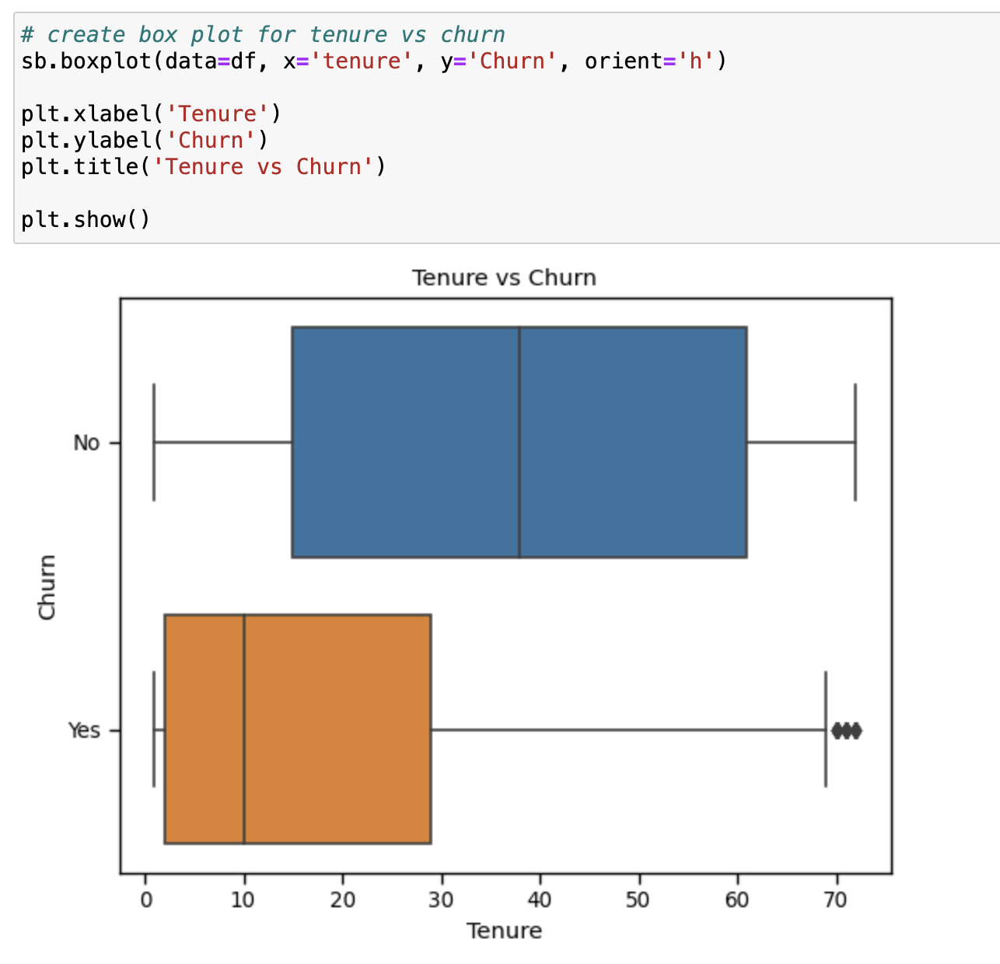 # create box plot for tenure vs churn
sb.boxplot(data=df, x='tenure', y='Churn', orient='h')
plt.xlabel('Tenure')
plt.ylabel('Churn')
plt.title('Tenure vs Churn')
plt.show()
Tenure vs Churn
No
Churn
Yes
0 10 20 30 40 50 60 70
Tenure